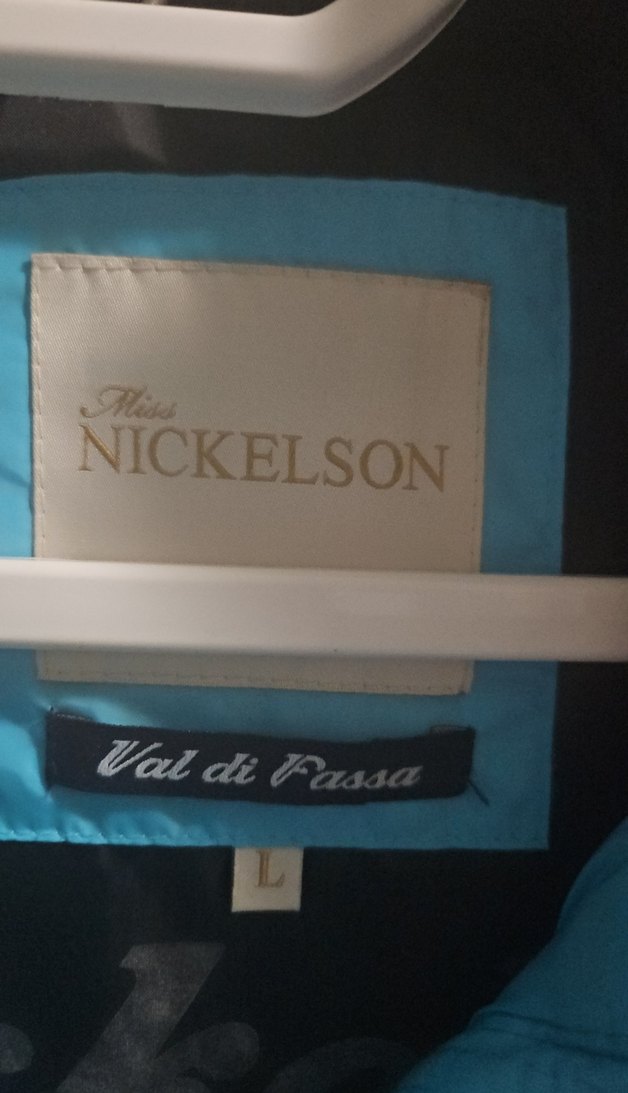 Miss
NICKELSON
Val di Fassa
L